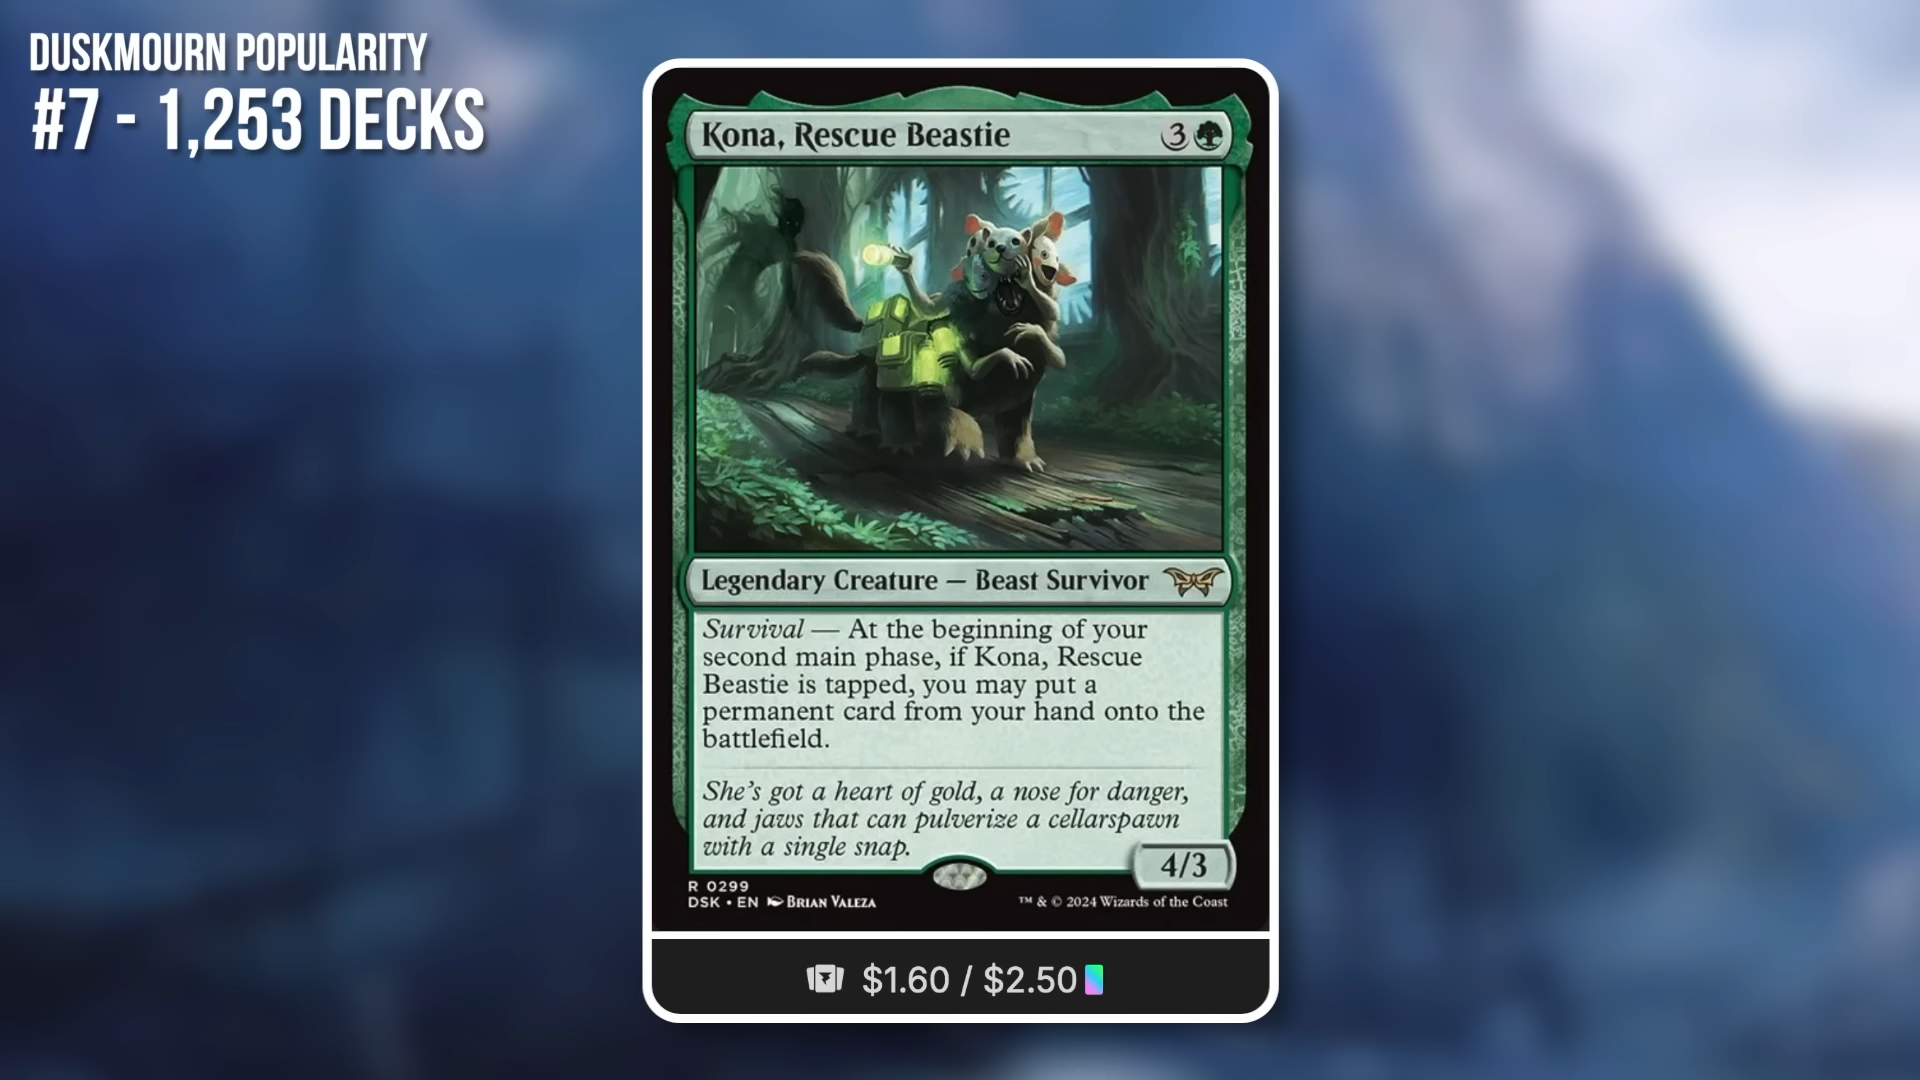 DUSKMOURN POPULARITY
#7 - 1,253 DECKS
Kona, Rescue Beastie 3
Legendary Creature — Beast Survivor
Survival — At the beginning of your
second main phase, if Kona, Rescue
Beastie is tapped, you may put a
permanent card from your hand onto the
battlefield.
She's got a heart of gold, a nose for danger,
and jaws that can pulverize a cellarspawn
with a single snap.
4/3
R 0299
DSK • EN Brian Valeza
™ & © 2024 Wizards of the Coast
$1.60 / $2.50